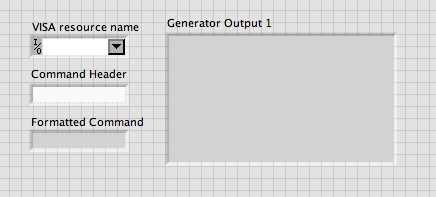 VISA resource name
Generator Output 1
I/O
Command Header
Formatted Command